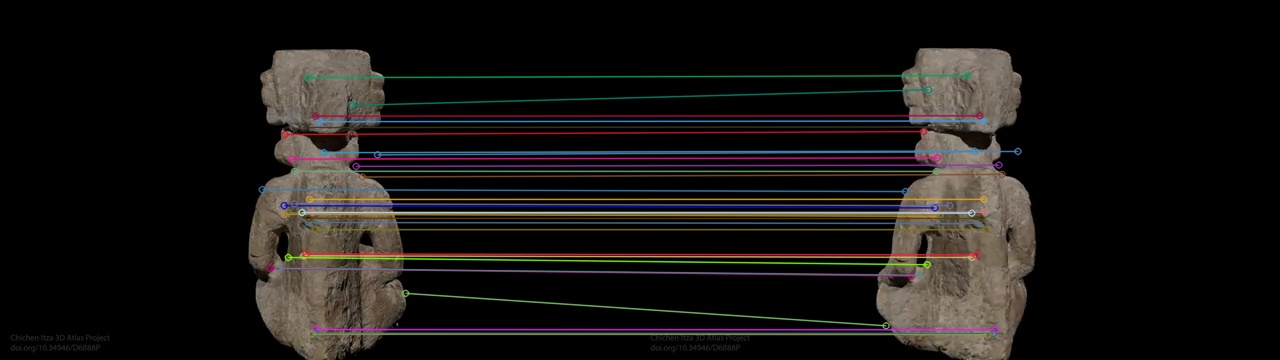 Chichen Itza 3D Atlas Project
doi.org/10.34946/D6B88P
Chichen Itza 3D Atlas Project
doi.org/10.34946/D6B88P